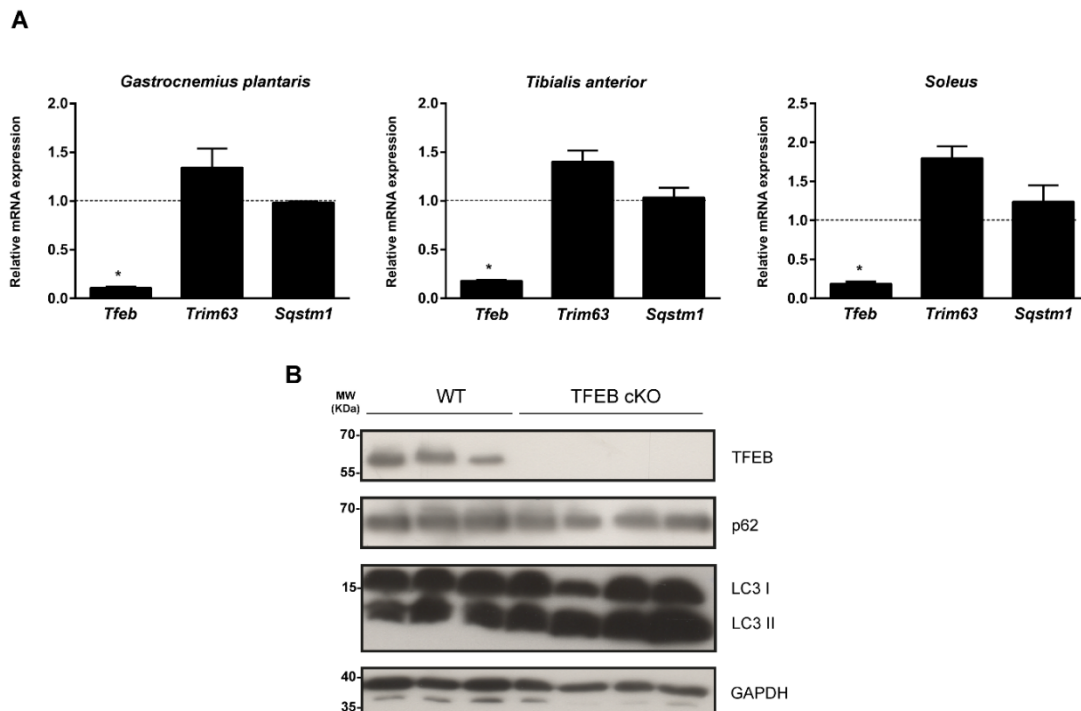 A
Gastrocnemius plantaris
Relative mRNA expression
2.0
1.5
1.0
0.5
0.0
*
Tfeb Trim63 Sqstm1
Tibialis anterior
Relative mRNA expression
2.0
1.5
1.0
0.5
0.0
*
Tfeb Trim63 Sqstm1
Soleus
Relative mRNA expression
2.5
2.0
1.5
1.0
0.5
0.0
*
Tfeb Trim63 Sqstm1
B
MW
(KDa)
WT TFEB cKO
70-
55-
TFEB
70-
p62
15-
LC3 I
LC3 II
40-
35-
GAPDH